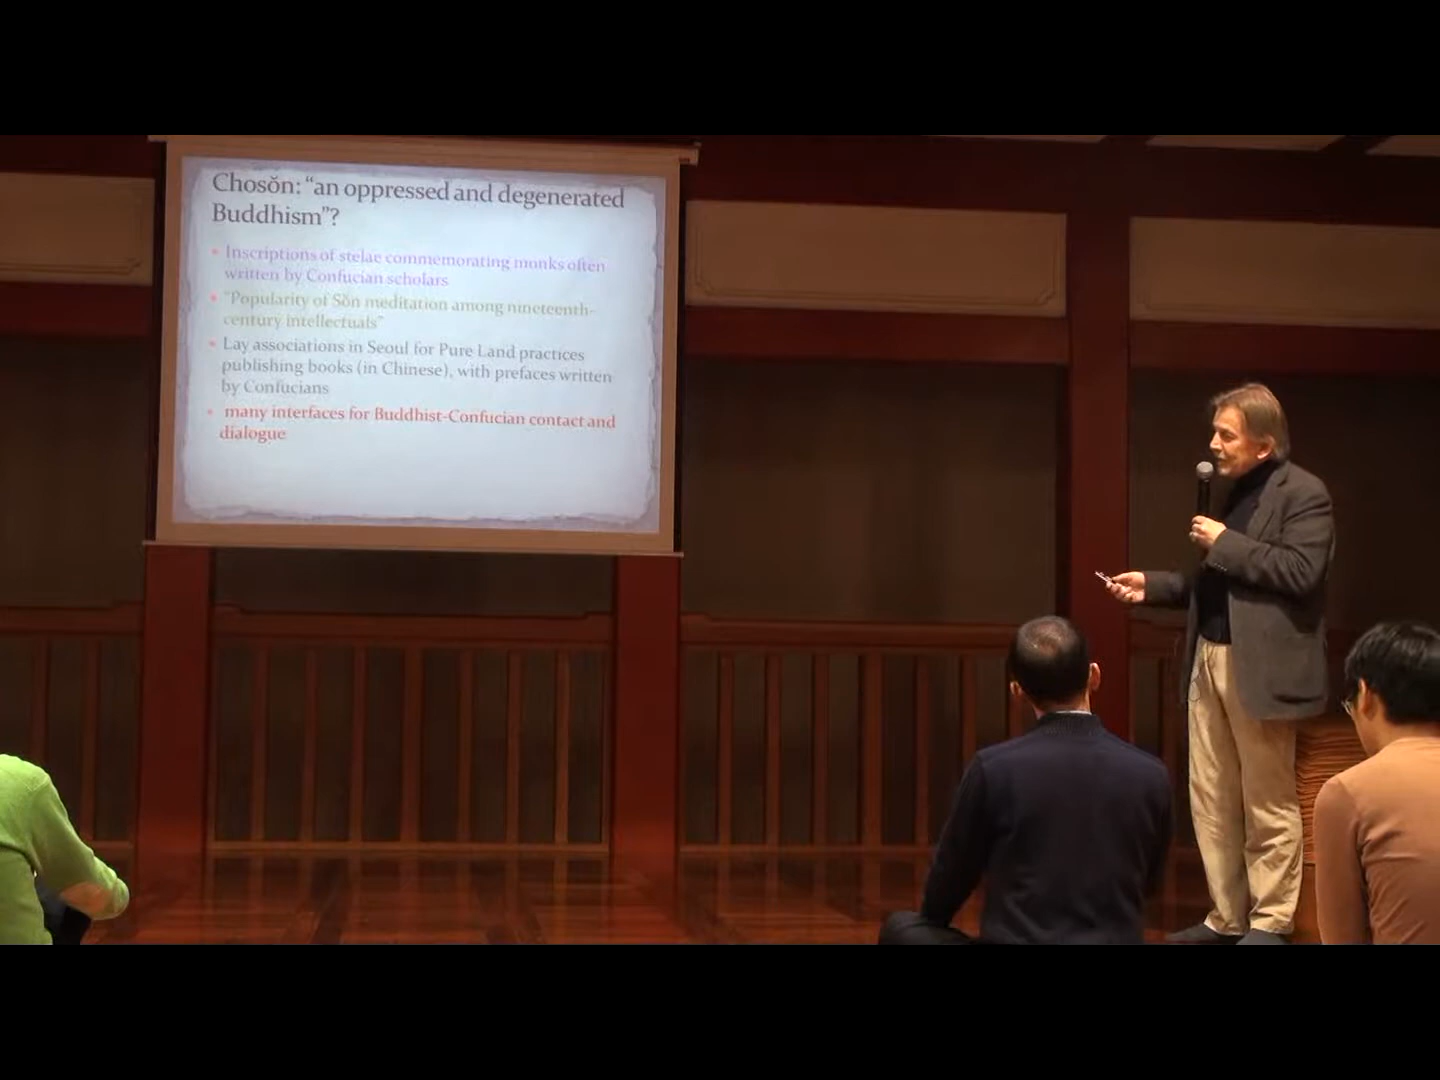 Chosŏn: “an oppressed and degenerated
Buddhism”?
• Inscriptions of stelae commemorating monks often
written by Confucian scholars
• “Popularity of Sŏn meditation among nineteenth-
century intellectuals”
• Lay associations in Seoul for Pure Land practices
publishing books (in Chinese), with prefaces written
by Confucians
• many interfaces for Buddhist-Confucian contact and
dialogue